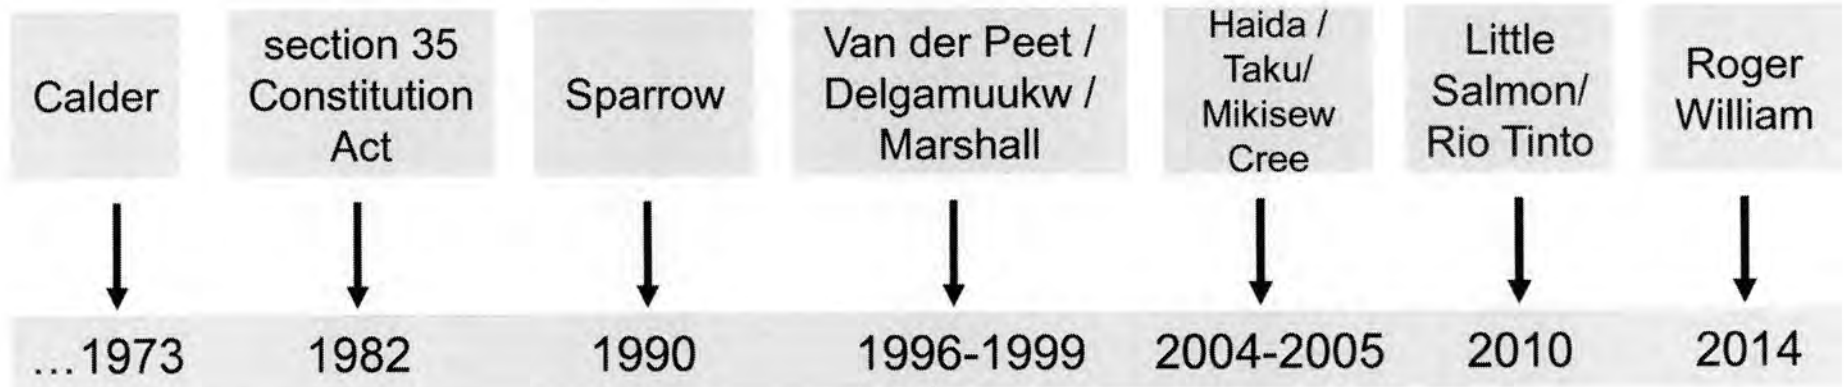 Calder
section 35
Constitution
Act
Sparrow
Van der Peet /
Delgamuukw /
Marshall
Haida /
Taku/
Mikisew
Cree
Little
Salmon/
Rio Tinto
Roger
William
...1973
1982
1990
1996-1999
2004-2005
2010
2014